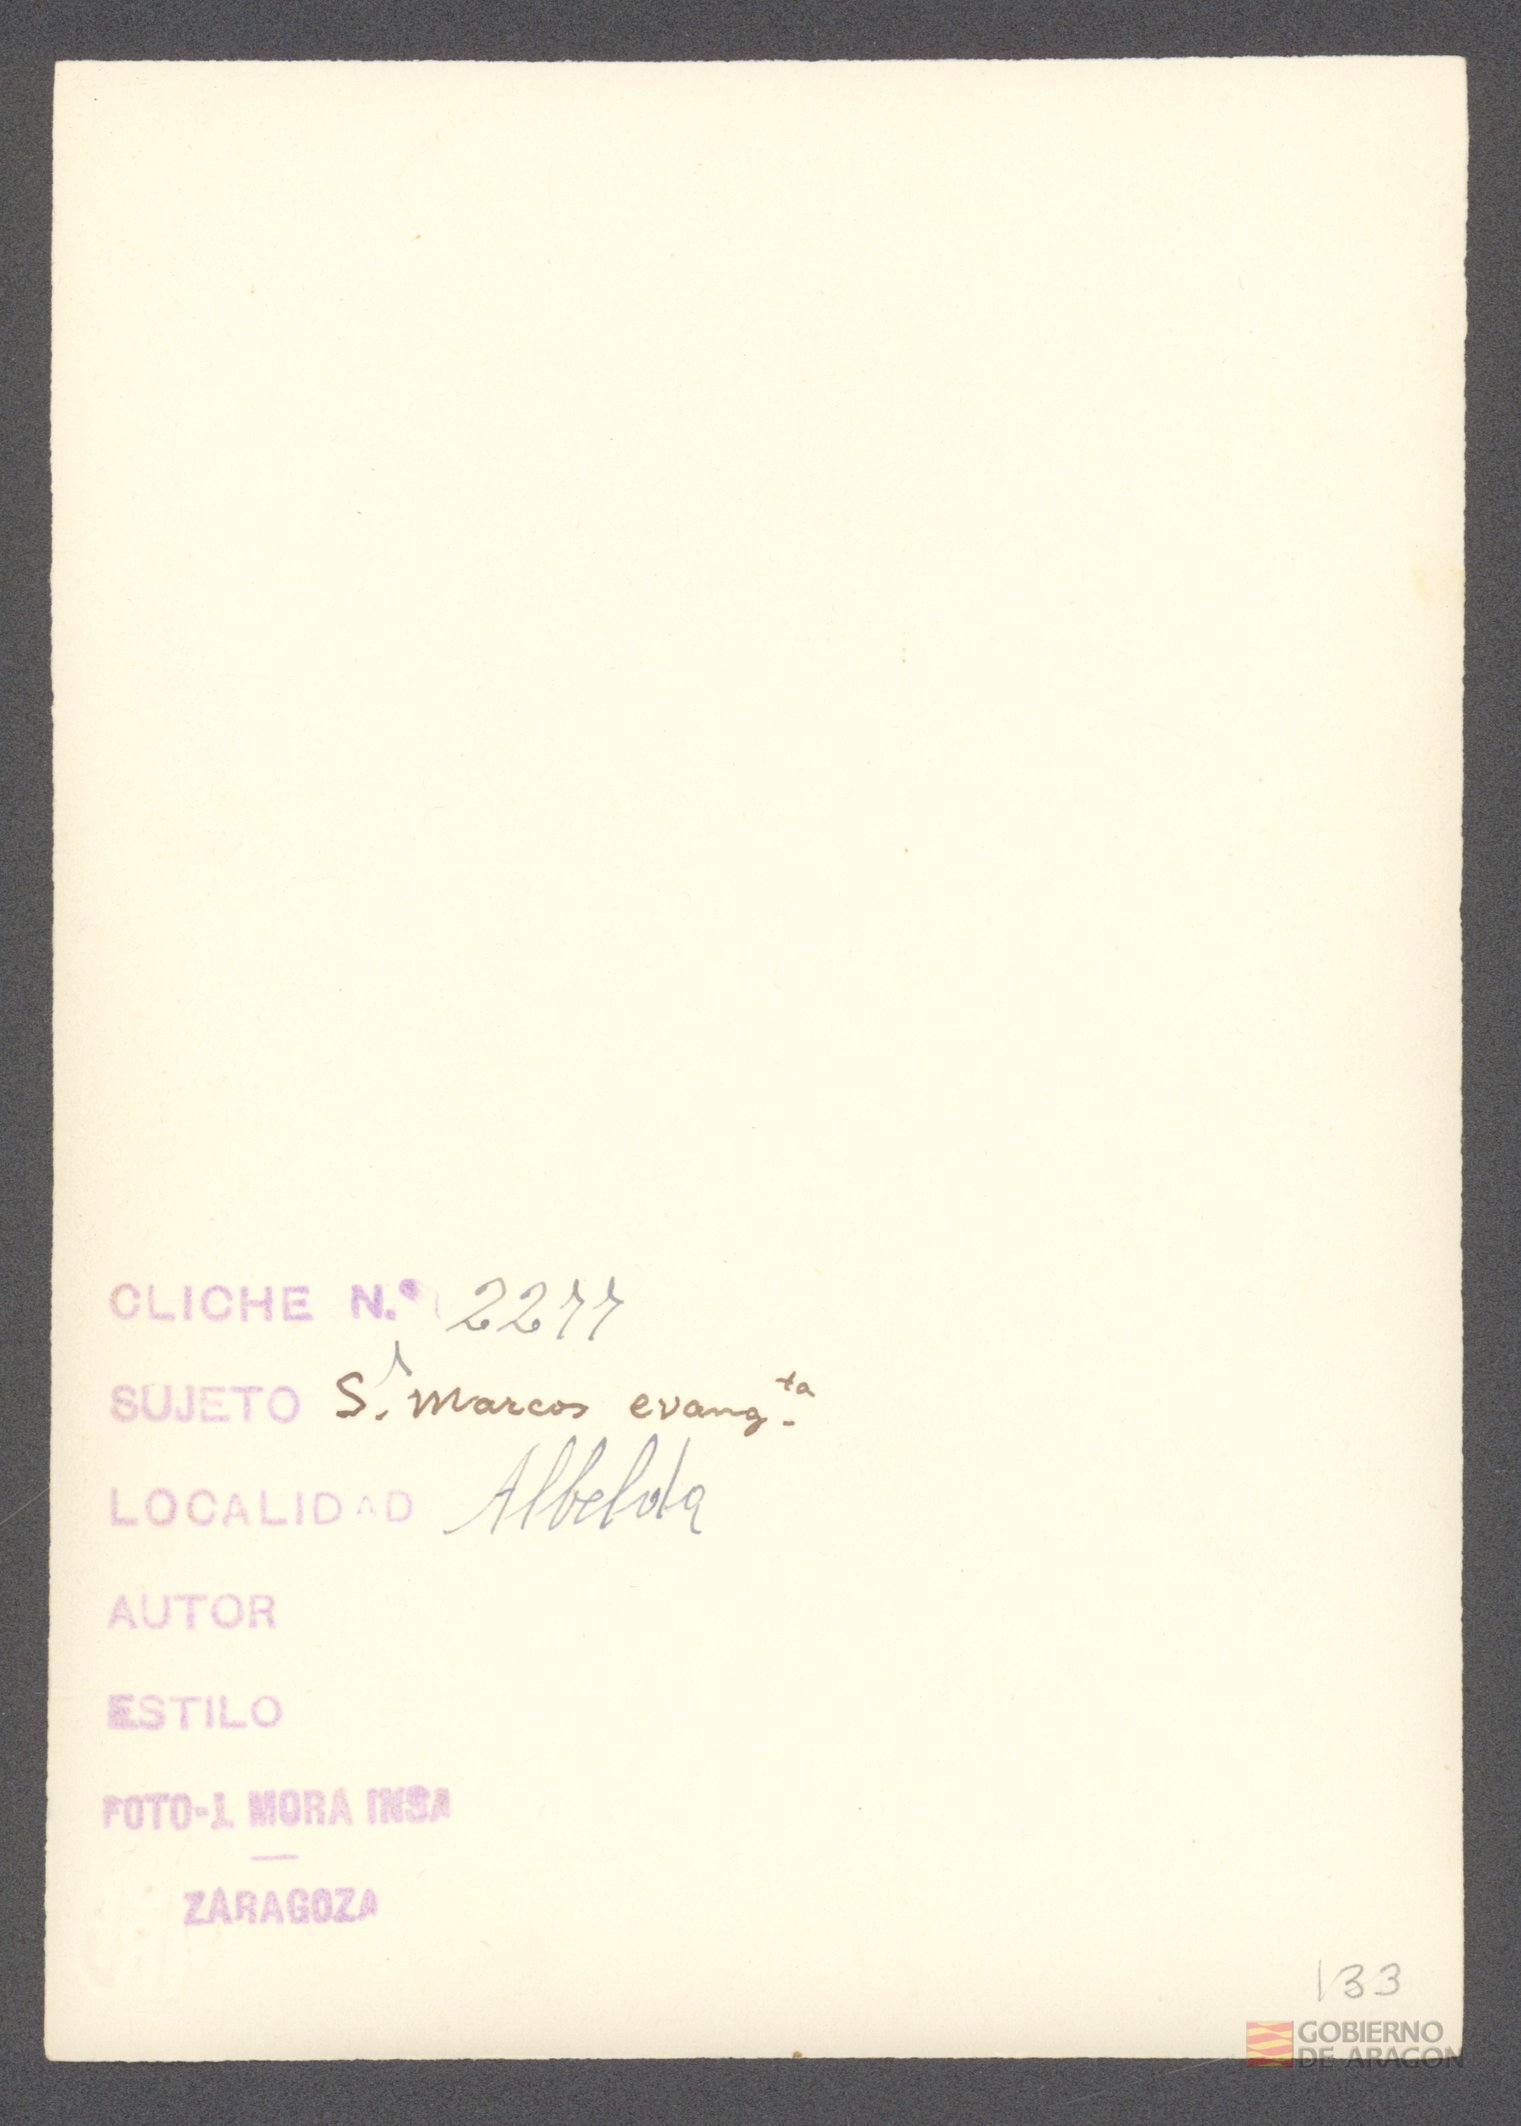 CLICHE N.º 2277
SUJETO S. Marcos evang.ta
LOCALIDAD Albelda
AUTOR
ESTILO
FOTO-J. MORA INSA
ZARAGOZA
133
GOBIERNO
DE ARAGON